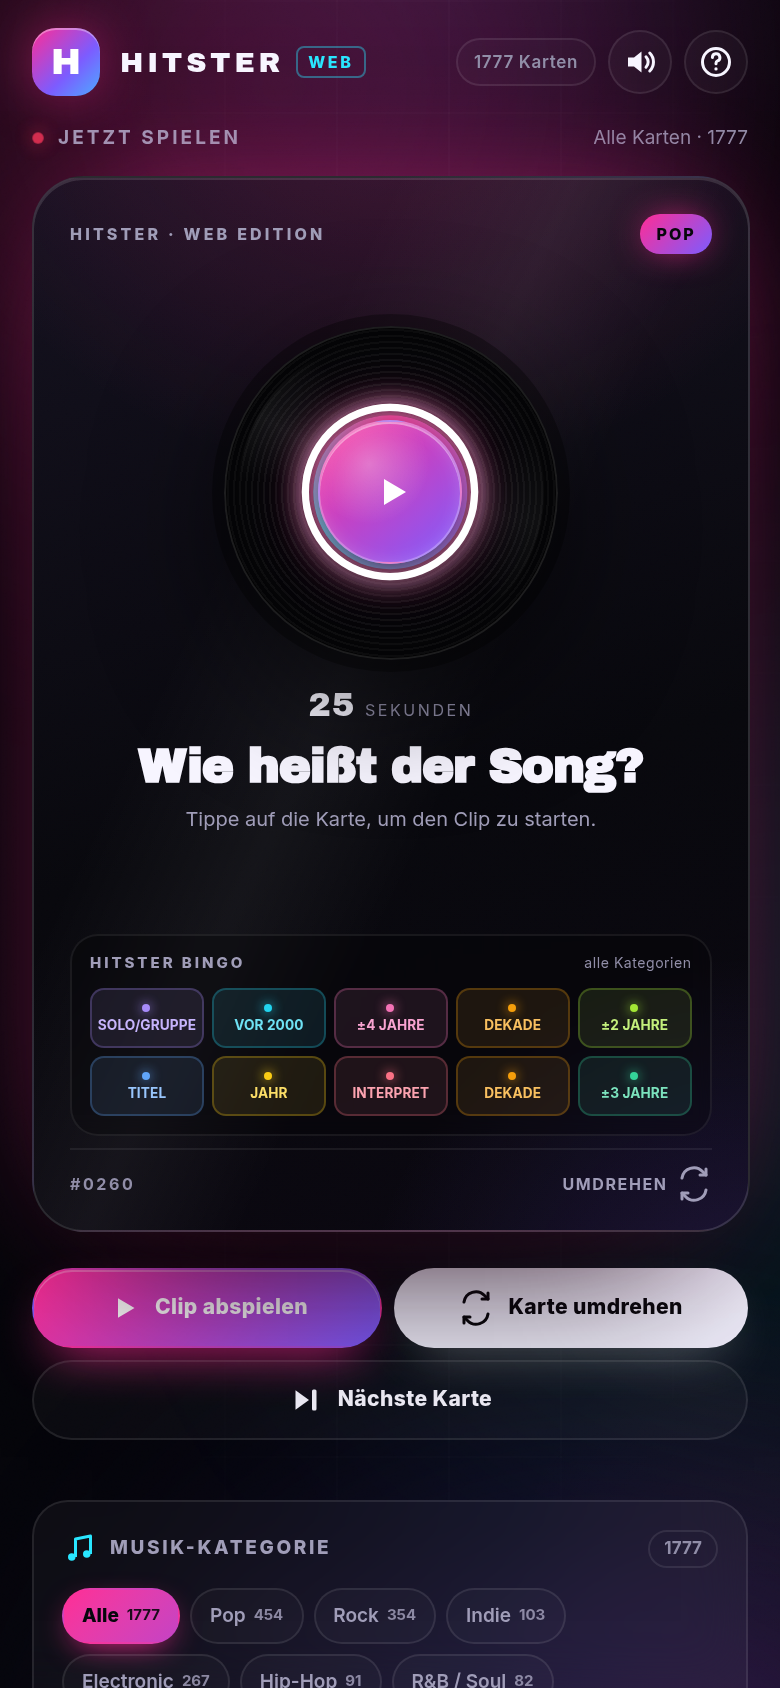 H HITSTER WEB 1777 Karten
JETZT SPIELEN Alle Karten · 1777
HITSTER · WEB EDITION POP
25 SEKUNDEN
Wie heißt der Song?
Tippe auf die Karte, um den Clip zu starten.
HITSTER BINGO alle Kategorien
SOLO/GRUPPE VOR 2000 ±4 JAHRE DEKADE ±2 JAHRE
TITEL JAHR INTERPRET DEKADE ±3 JAHRE
#0260 UMDREHEN
Clip abspielen Karte umdrehen
Nächste Karte
MUSIK-KATEGORIE 1777
Alle 1777 Pop 454 Rock 354 Indie 103
Electronic 267 Hip-Hop 91 R&B / Soul 82